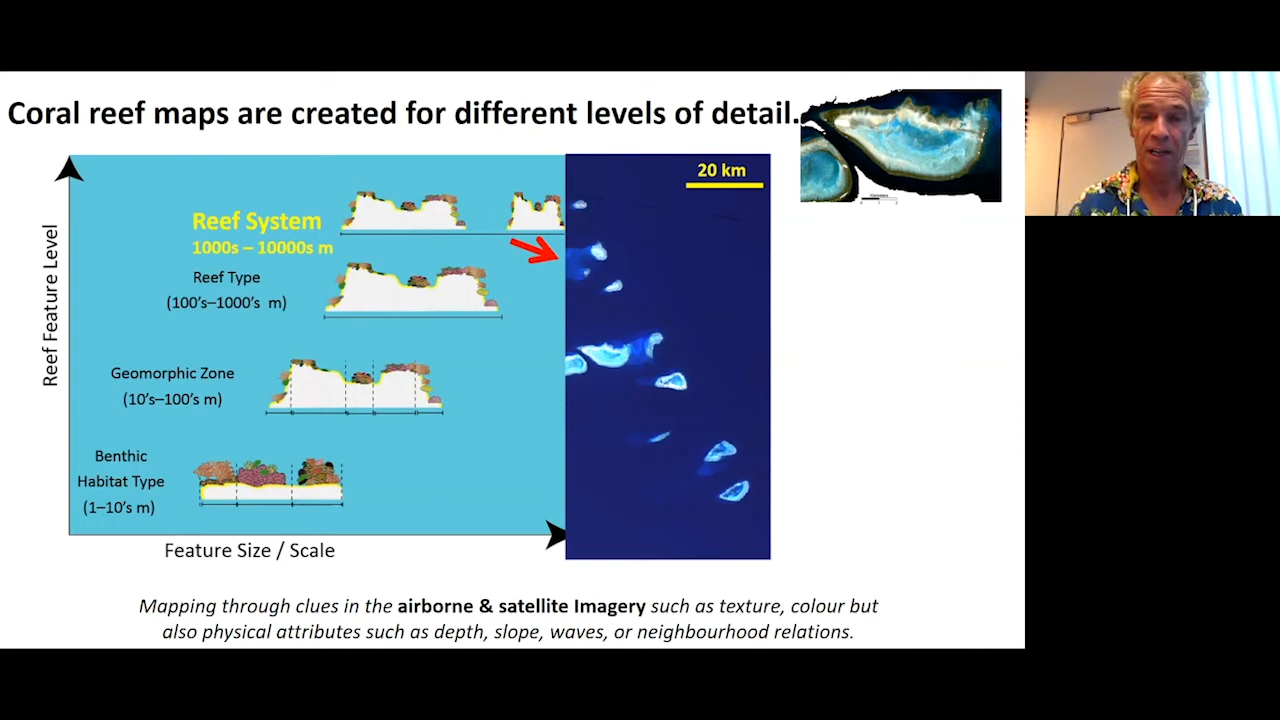 Coral reef maps are created for different levels of detail.
20 km
Reef System
1000s – 10000s m
Reef Type
(100's–1000's m)
Geomorphic Zone
(10's–100's m)
Benthic
Habitat Type
(1–10's m)
Reef Feature Level
Feature Size / Scale
Mapping through clues in the airborne & satellite Imagery such as texture, colour but
also physical attributes such as depth, slope, waves, or neighbourhood relations.